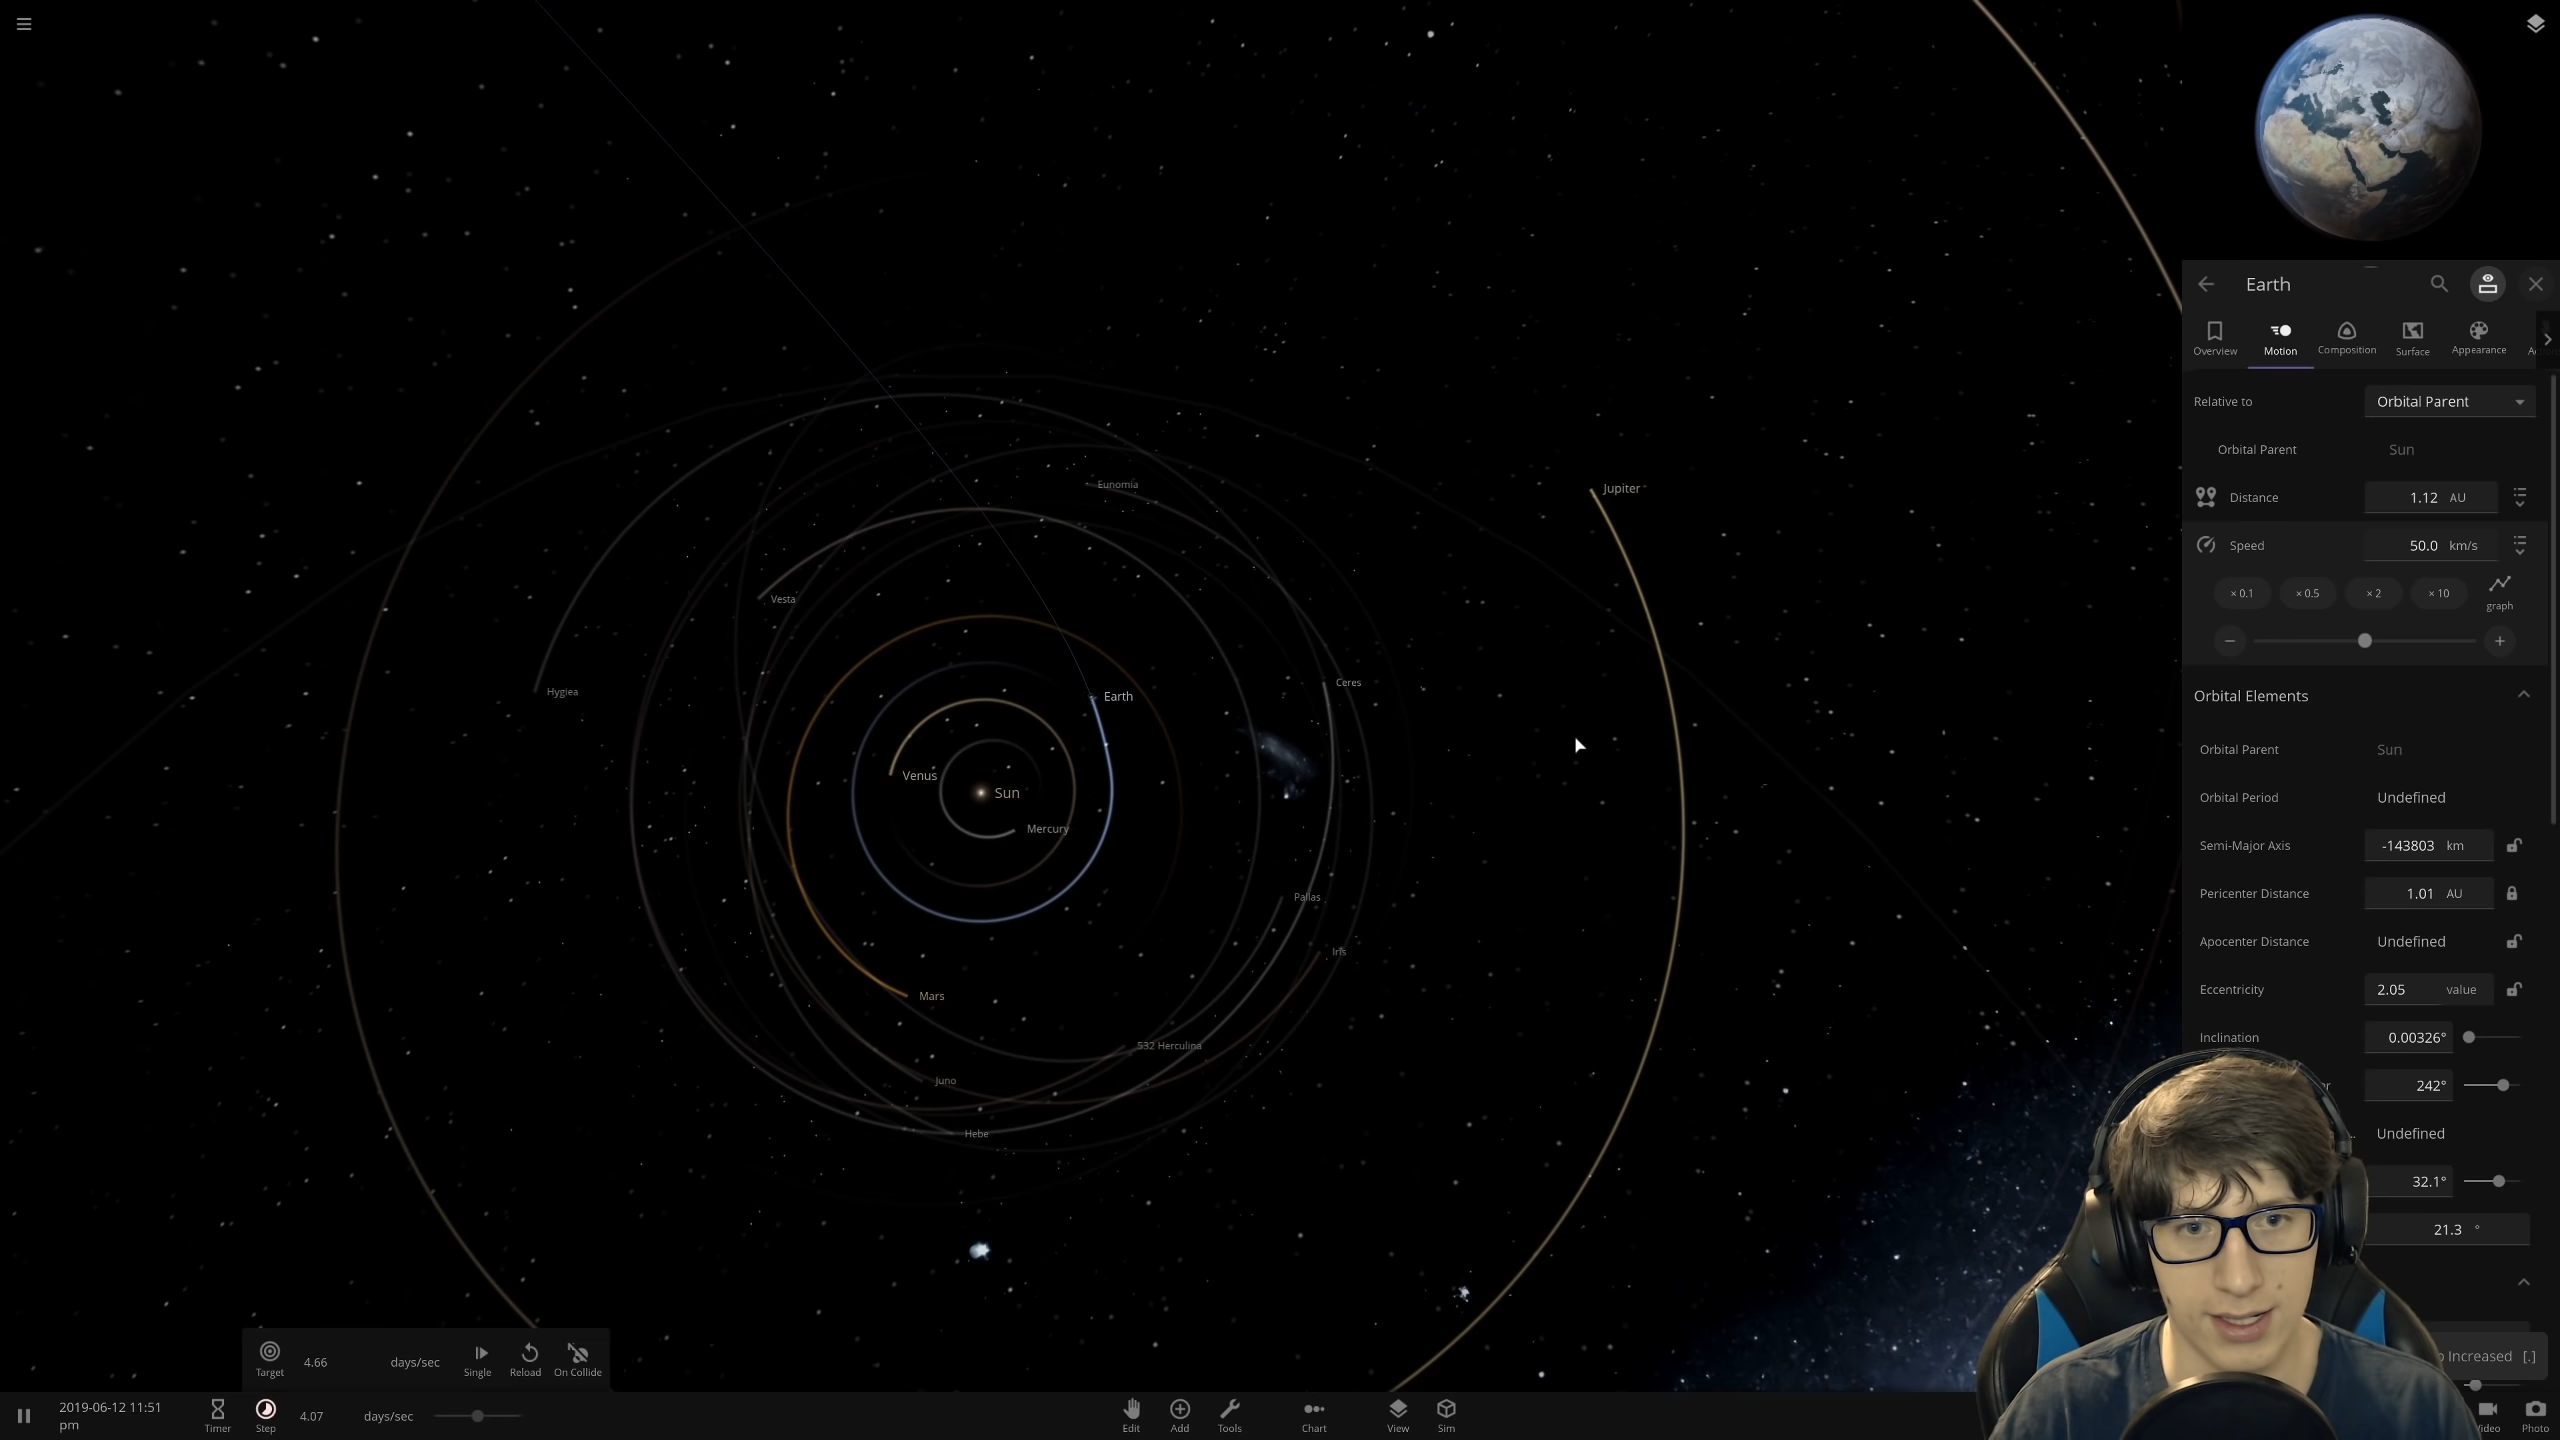 Earth
Overview
Motion
Composition
Surface
Appearance
Relative to
Orbital Parent
Orbital Parent
Sun
Distance
1.12 AU
Speed
50.0 km/s
× 0.1
× 0.5
× 2
× 10
graph
Orbital Elements
Orbital Parent
Sun
Orbital Period
Undefined
Semi-Major Axis
-143803 km
Pericenter Distance
1.01 AU
Apocenter Distance
Undefined
Eccentricity
2.05 value
Inclination
0.00326°
242°
Undefined
32.1°
21.3 °
Increased [.]
Eunomia
Jupiter
Vesta
Hygiea
Ceres
Earth
Venus
Sun
Mercury
Pallas
Iris
Mars
532 Herculina
Juno
Hebe
Target
4.66 days/sec
Single
Reload
On Collide
2019-06-12 11:51
pm
Timer
Step
4.07 days/sec
Edit
Add
Tools
Chart
View
Sim
Video
Photo